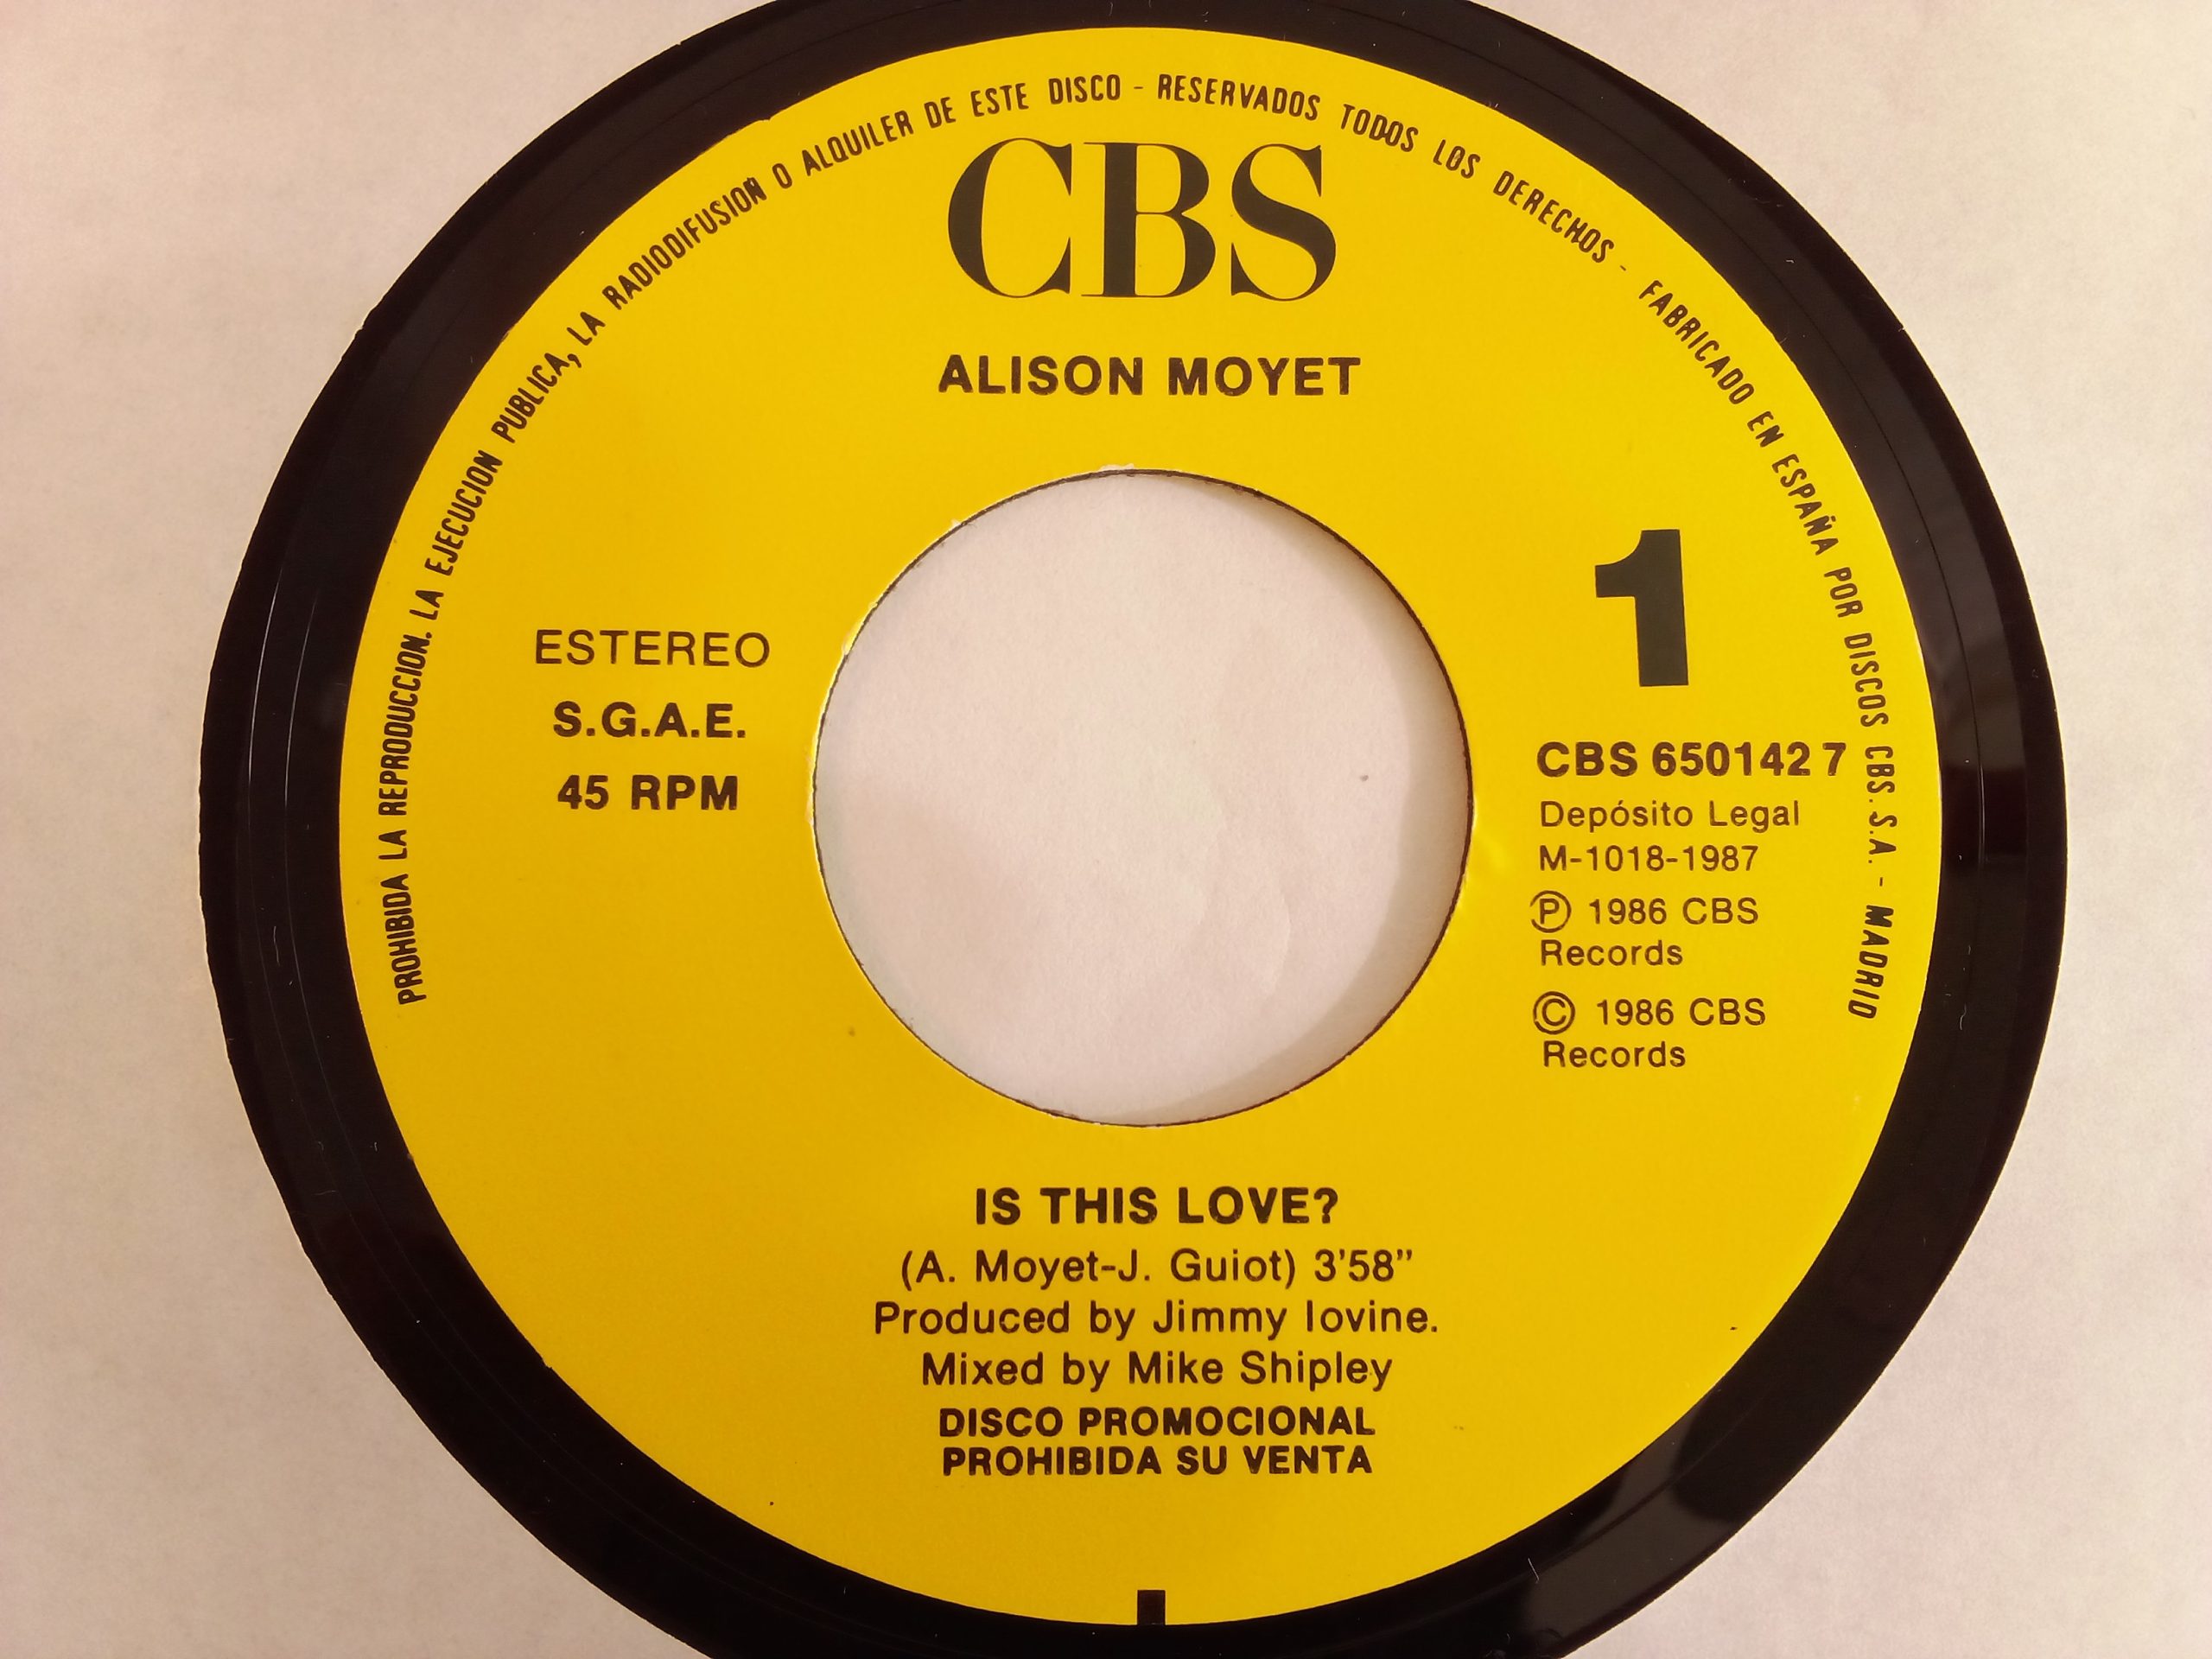 PROHIBIDA LA REPRODUCCION. LA EJECUCION PUBLICA, LA RADIODIFUSION O ALQUILER DE ESTE DISCO - RESERVADOS TODOS LOS DERECHOS - FABRICADO EN ESPAÑA POR DISCOS CBS. S.A. - MADRID
CBS
ALISON MOYET
ESTEREO
S.G.A.E.
45 RPM
1
CBS 650142 7
Depósito Legal
M-1018-1987
Ⓟ 1986 CBS
Records
© 1986 CBS
Records
IS THIS LOVE?
(A. Moyet-J. Guiot) 3'58”
Produced by Jimmy Iovine.
Mixed by Mike Shipley
DISCO PROMOCIONAL
PROHIBIDA SU VENTA